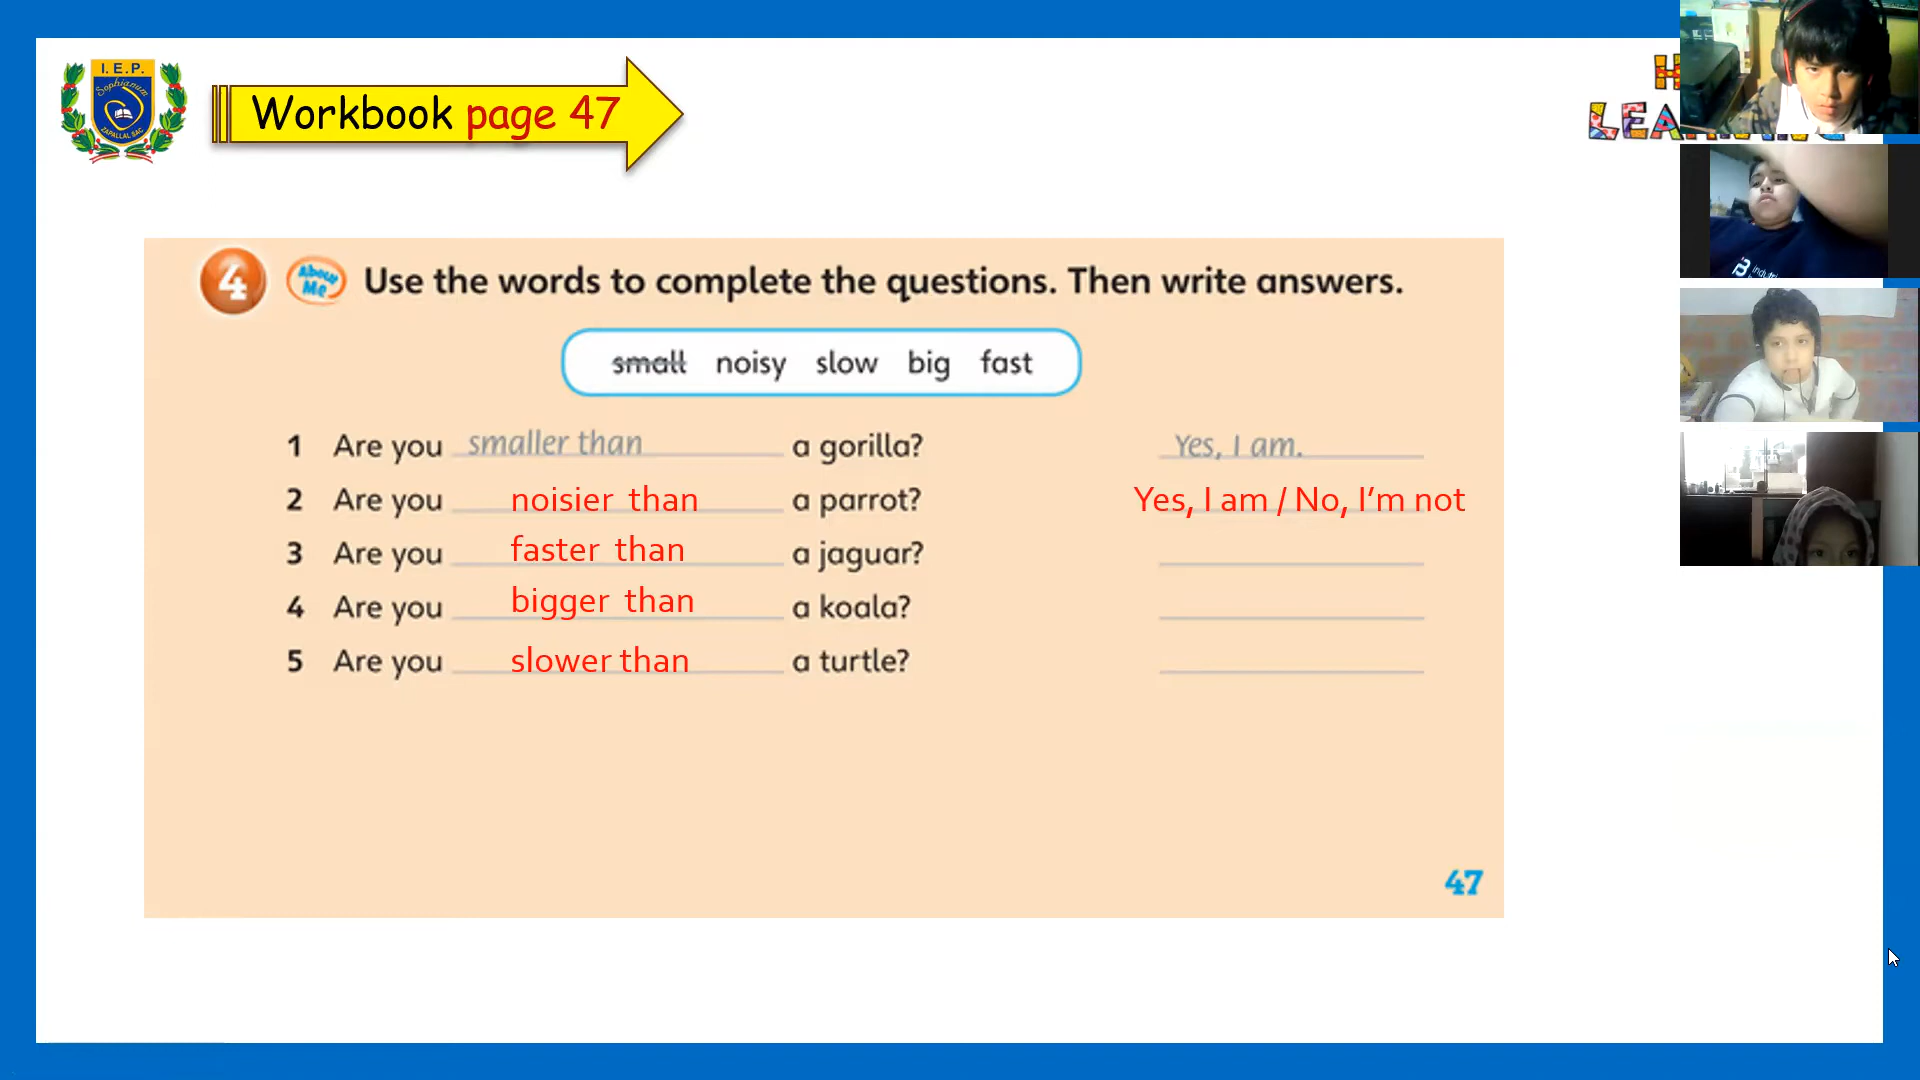 I.E.P.
Sophianum
ZAPALLAL SAC
Workbook page 47
H
LEA
4 About Me Use the words to complete the questions. Then write answers.
small noisy slow big fast
1 Are you smaller than a gorilla? Yes, I am.
2 Are you noisier than a parrot? Yes, I am / No, I'm not
3 Are you faster than a jaguar?
4 Are you bigger than a koala?
5 Are you slower than a turtle?
47